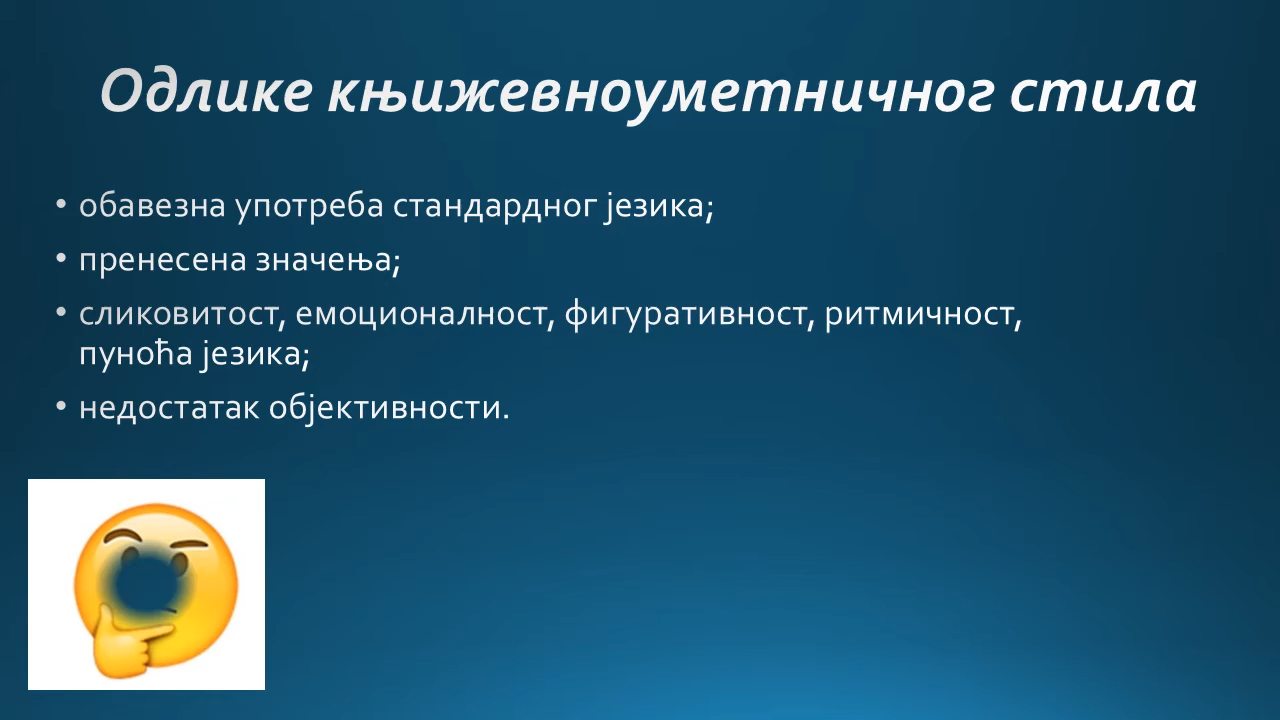 Одлике књижевноуметничног стила
• обавезна употреба стандардног језика;
• пренесена значења;
• сликовитост, емоционалност, фигуративност, ритмичност,
пуноћа језика;
• недостатак објективности.